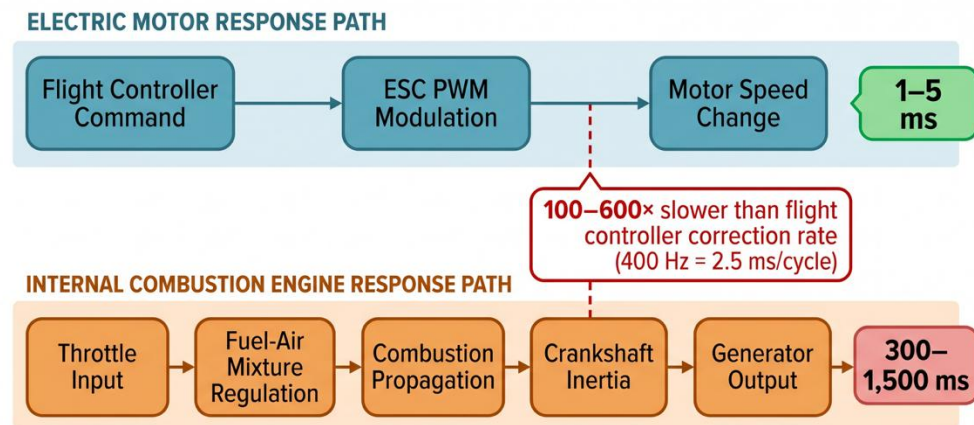 ELECTRIC MOTOR RESPONSE PATH
Flight Controller
Command
ESC PWM
Modulation
Motor Speed
Change
1–5
ms
100–600× slower than flight
controller correction rate
(400 Hz = 2.5 ms/cycle)
INTERNAL COMBUSTION ENGINE RESPONSE PATH
Throttle
Input
Fuel-Air
Mixture
Regulation
Combustion
Propagation
Crankshaft
Inertia
Generator
Output
300–
1,500 ms